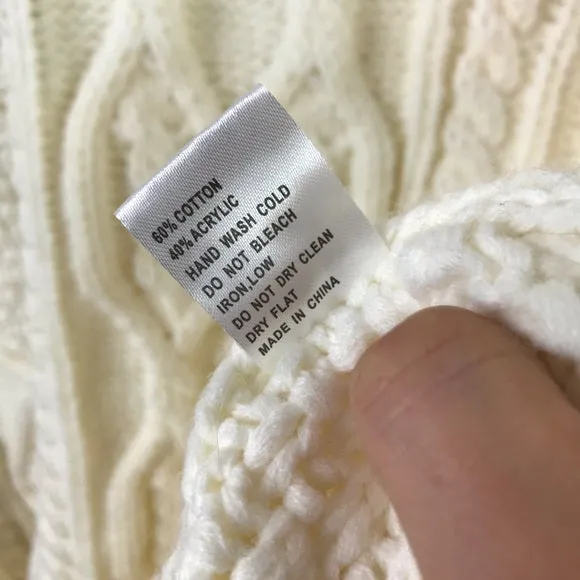 60% COTTON
40% ACRYLIC
HAND WASH COLD
DO NOT BLEACH
IRON,LOW
DO NOT DRY CLEAN
DRY FLAT
MADE IN CHINA